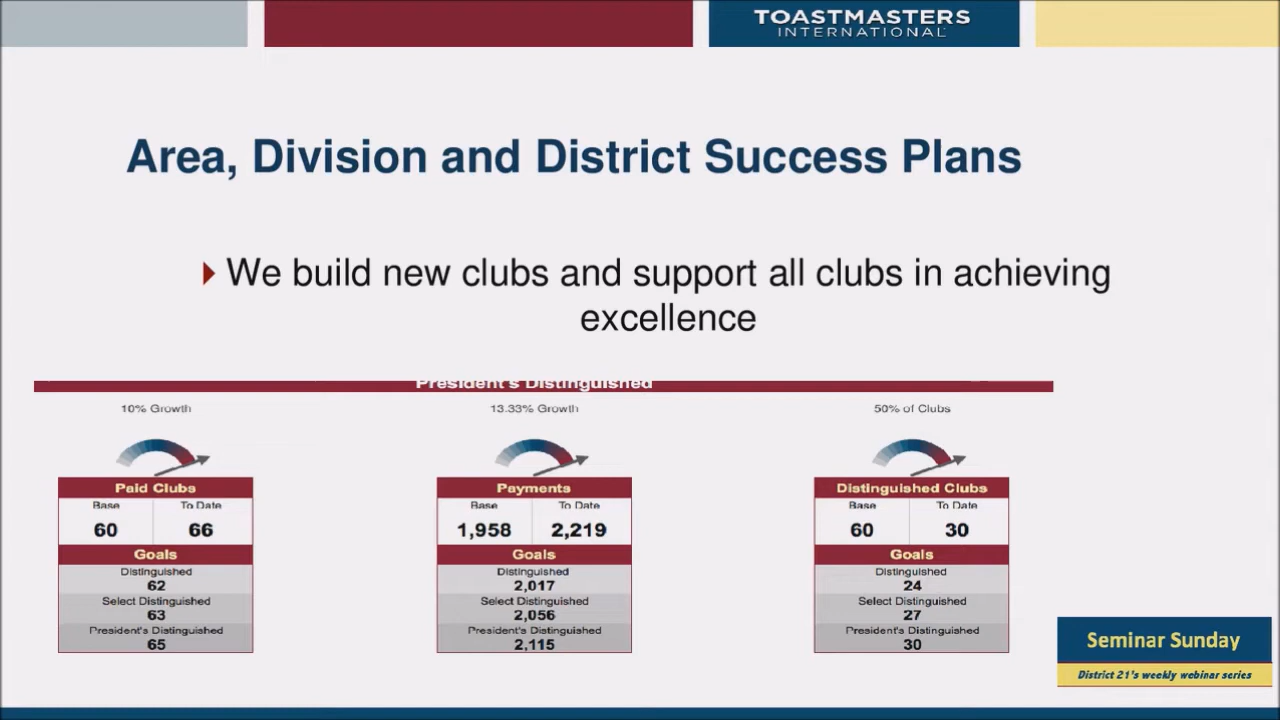 TOASTMASTERS
INTERNATIONAL
Area, Division and District Success Plans
We build new clubs and support all clubs in achieving
excellence
President's Distinguished
10% Growth
13.33% Growth
50% of Clubs
Paid Clubs
Base To Date
60 66
Goals
Distinguished
62
Select Distinguished
63
President's Distinguished
65
Payments
Base To Date
1,958 2,219
Goals
Distinguished
2,017
Select Distinguished
2,056
President's Distinguished
2,115
Distinguished Clubs
Base To Date
60 30
Goals
Distinguished
24
Select Distinguished
27
President's Distinguished
30
Seminar Sunday
District 21's weekly webinar series